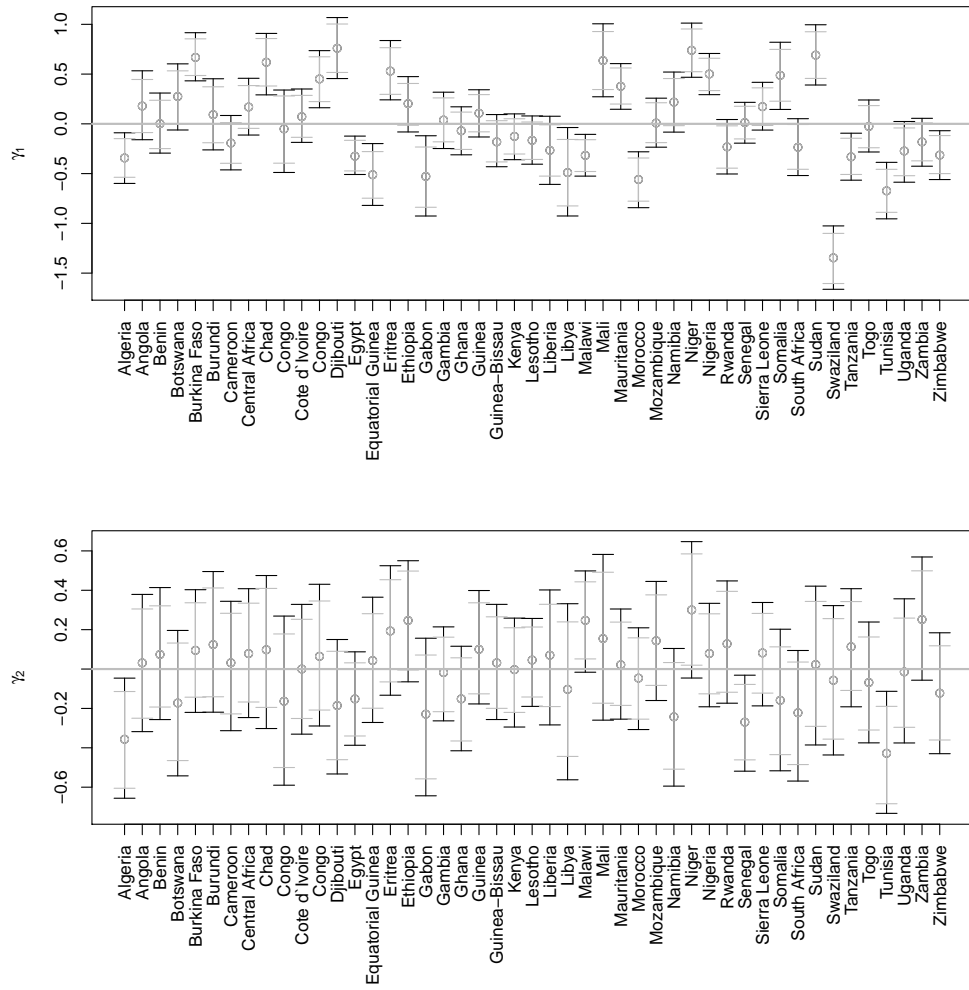 γ1
1.0
0.5
0.0
−0.5
−1.0
−1.5
Algeria
Angola
Benin
Botswana
Burkina Faso
Burundi
Cameroon
Central Africa
Chad
Congo
Cote d`Ivoire
Congo
Djibouti
Egypt
Equatorial Guinea
Eritrea
Ethiopia
Gabon
Gambia
Ghana
Guinea
Guinea−Bissau
Kenya
Lesotho
Liberia
Libya
Malawi
Mali
Mauritania
Morocco
Mozambique
Namibia
Niger
Nigeria
Rwanda
Senegal
Sierra Leone
Somalia
South Africa
Sudan
Swaziland
Tanzania
Togo
Tunisia
Uganda
Zambia
Zimbabwe
γ2
0.6
0.4
0.2
−0.2
−0.6
Algeria
Angola
Benin
Botswana
Burkina Faso
Burundi
Cameroon
Central Africa
Chad
Congo
Cote d`Ivoire
Congo
Djibouti
Egypt
Equatorial Guinea
Eritrea
Ethiopia
Gabon
Gambia
Ghana
Guinea
Guinea−Bissau
Kenya
Lesotho
Liberia
Libya
Malawi
Mali
Mauritania
Morocco
Mozambique
Namibia
Niger
Nigeria
Rwanda
Senegal
Sierra Leone
Somalia
South Africa
Sudan
Swaziland
Tanzania
Togo
Tunisia
Uganda
Zambia
Zimbabwe